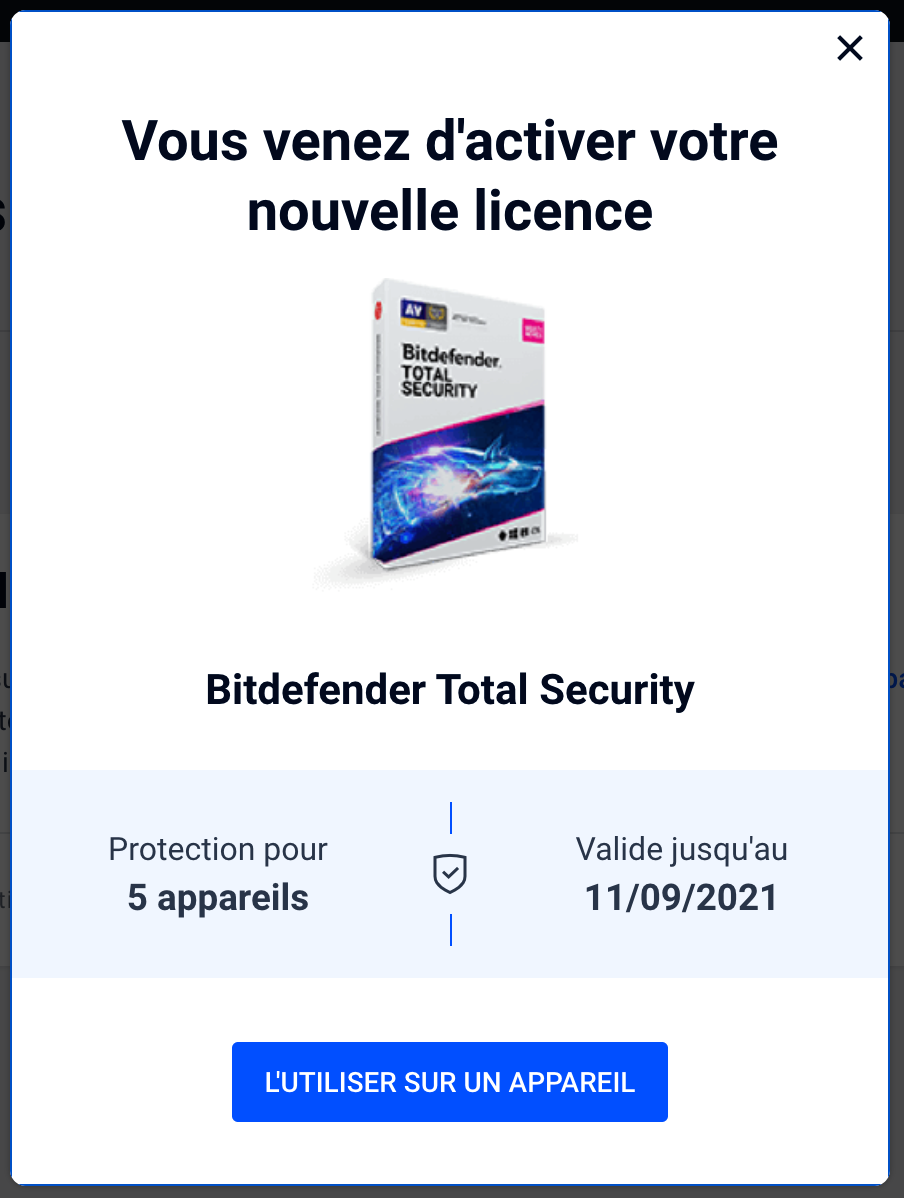 Vous venez d'activer votre
nouvelle licence
AV
Bitdefender
TOTAL
SECURITY
Bitdefender Total Security
Protection pour
5 appareils
Valide jusqu'au
11/09/2021
L'UTILISER SUR UN APPAREIL